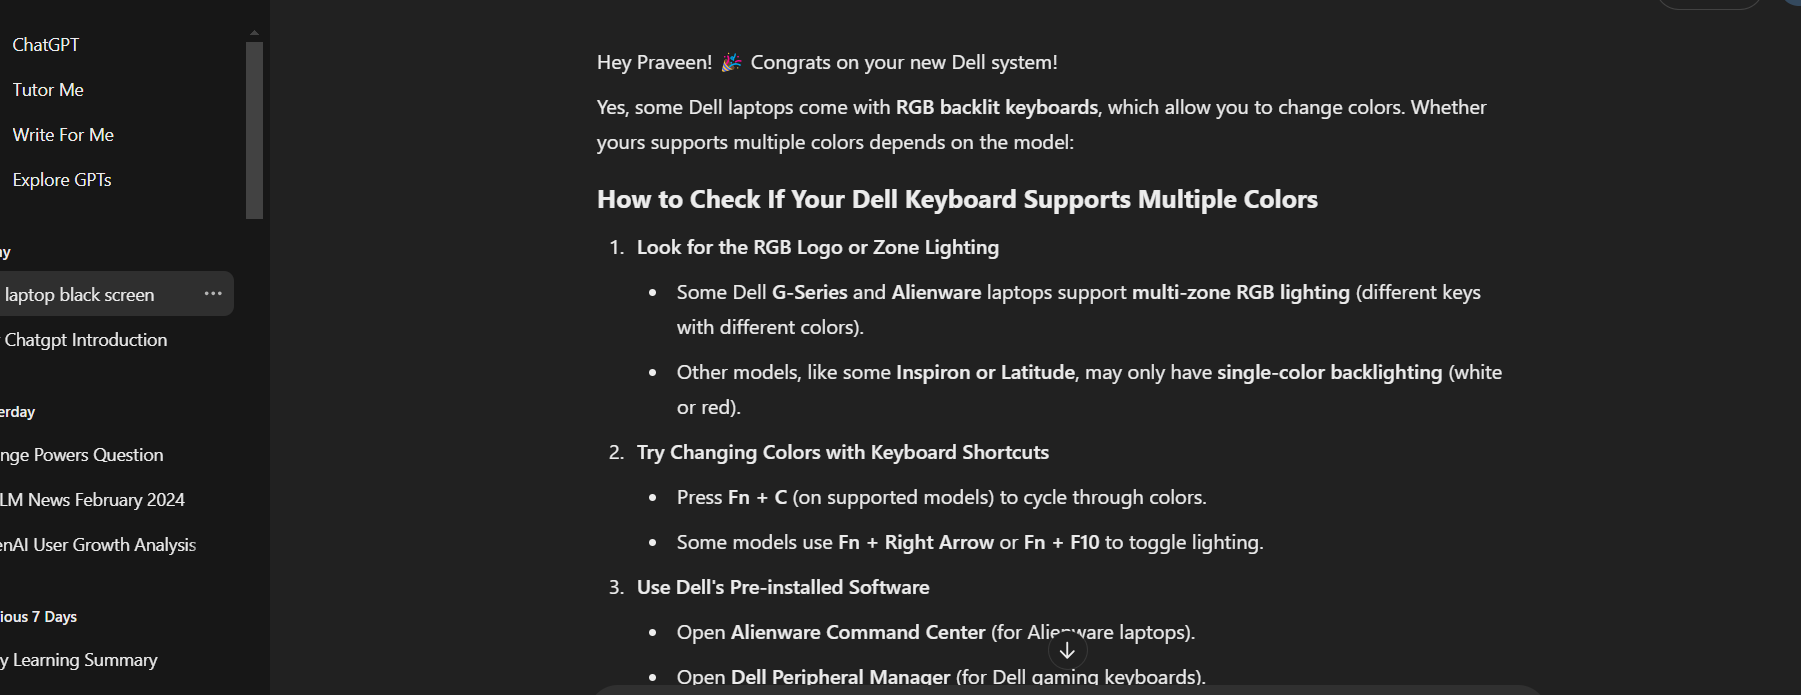 ChatGPT
Tutor Me
Write For Me
Explore GPTs
ay
laptop black screen
Chatgpt Introduction
erday
nge Powers Question
LM News February 2024
enAI User Growth Analysis
ious 7 Days
y Learning Summary
Hey Praveen! 🎉 Congrats on your new Dell system!
Yes, some Dell laptops come with RGB backlit keyboards, which allow you to change colors. Whether
yours supports multiple colors depends on the model:
How to Check If Your Dell Keyboard Supports Multiple Colors
1. Look for the RGB Logo or Zone Lighting
• Some Dell G-Series and Alienware laptops support multi-zone RGB lighting (different keys
with different colors).
• Other models, like some Inspiron or Latitude, may only have single-color backlighting (white
or red).
2. Try Changing Colors with Keyboard Shortcuts
• Press Fn + C (on supported models) to cycle through colors.
• Some models use Fn + Right Arrow or Fn + F10 to toggle lighting.
3. Use Dell's Pre-installed Software
• Open Alienware Command Center (for Alienware laptops).
• Open Dell Peripheral Manager (for Dell gaming keyboards).